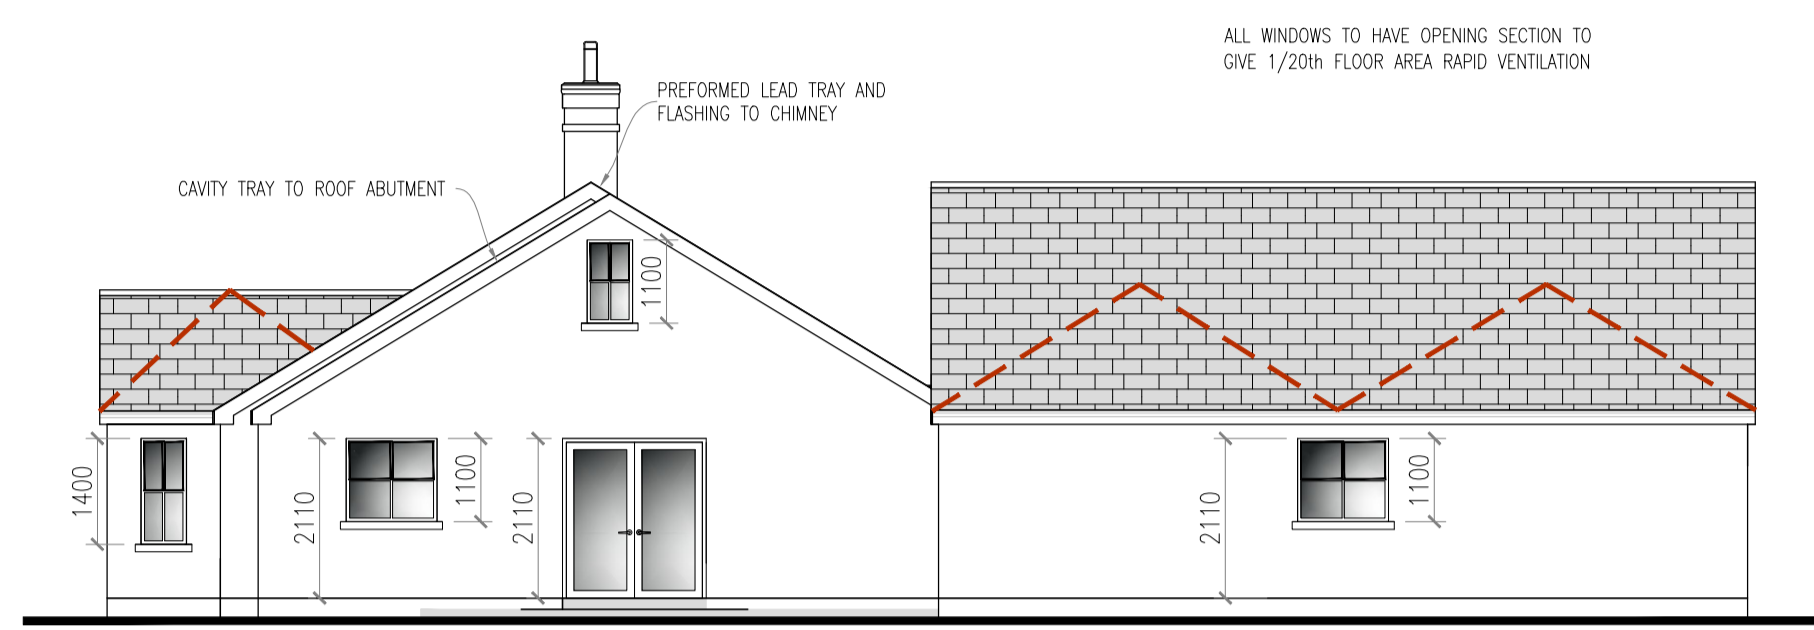 ALL WINDOWS TO HAVE OPENING SECTION TO
GIVE 1/20th FLOOR AREA RAPID VENTILATION
PREFORMED LEAD TRAY AND
FLASHING TO CHIMNEY
CAVITY TRAY TO ROOF ABUTMENT
1100
1400
2110
1100
2110
2110
1100